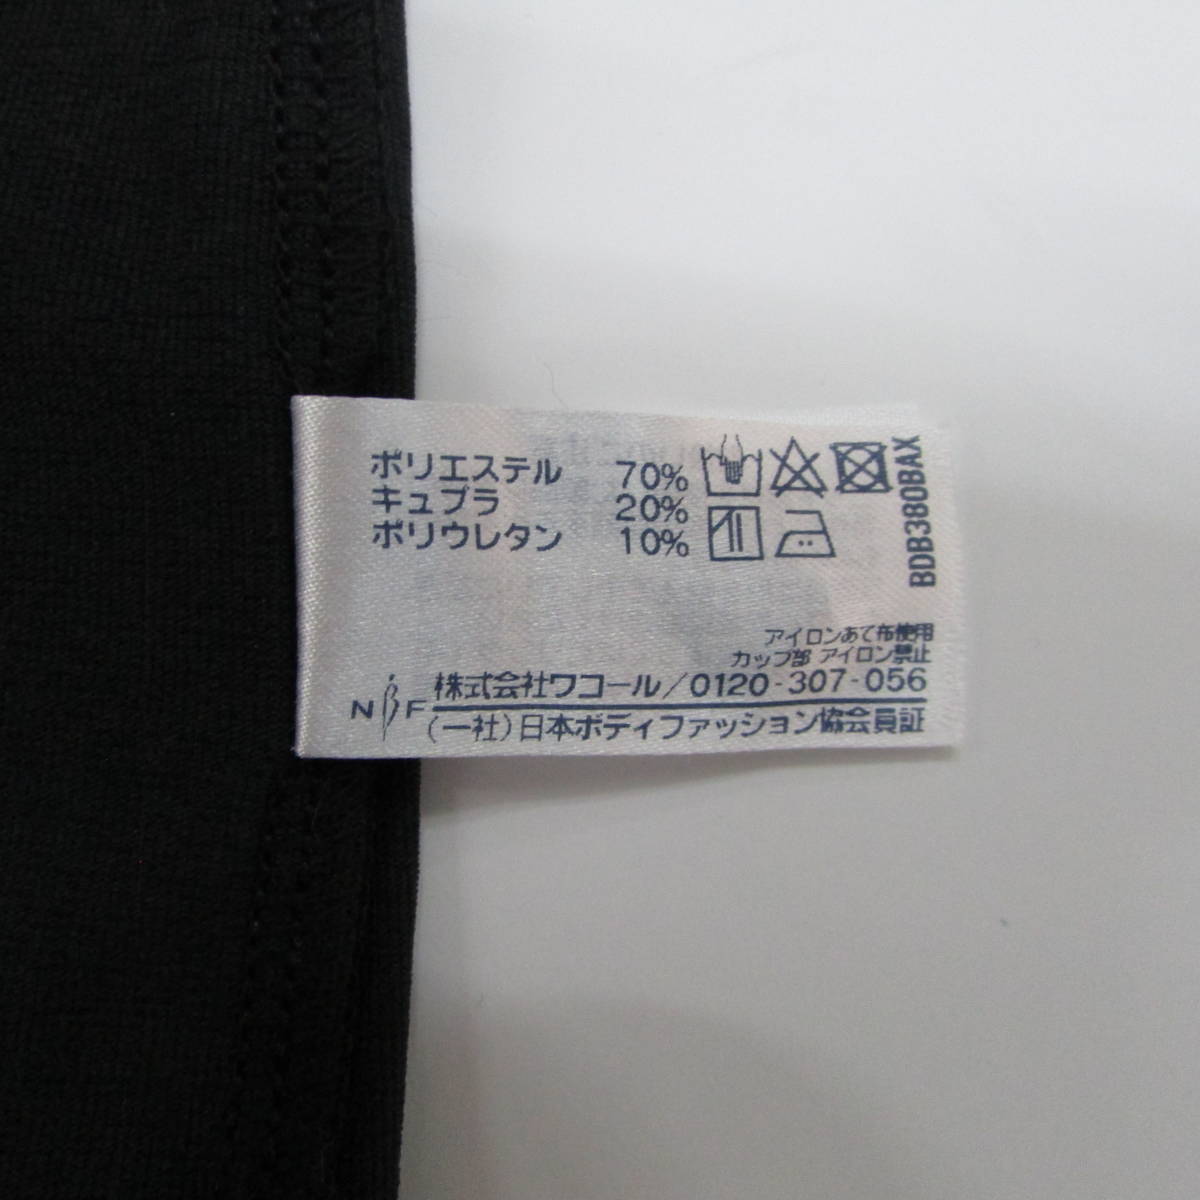 ポリエステル 70%
キュプラ 20%
ポリウレタン 10%
BDB380BAX
アイロンあて布使用
カップ部 アイロン禁止
株式会社ワコール/0120-307-056
N F
(一社)日本ボディファッション協会員証